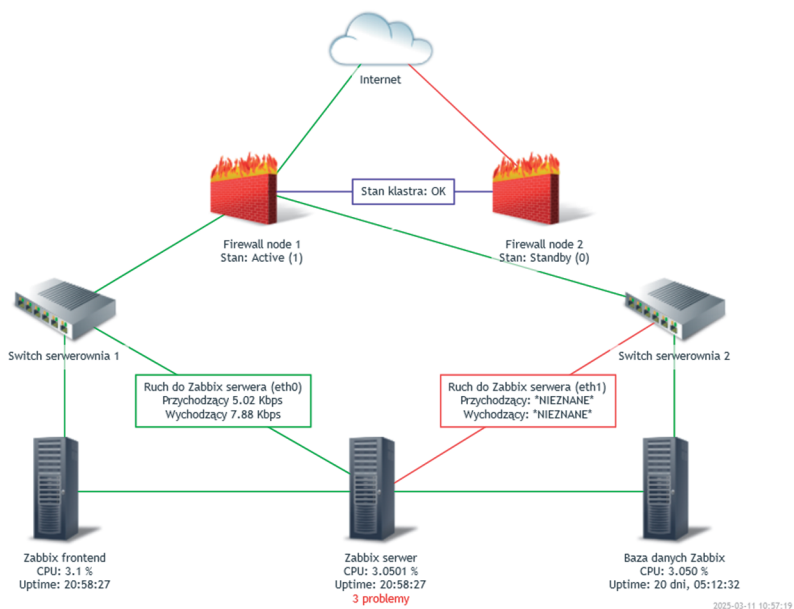 Internet
Stan klastra: OK
Firewall node 1
Stan: Active (1)
Firewall node 2
Stan: Standby (0)
Switch serwerownia 1
Switch serwerownia 2
Ruch do Zabbix serwera (eth0)
Przychodzący 5.02 Kbps
Wychodzący 7.88 Kbps
Ruch do Zabbix serwera (eth1)
Przychodzący: *NIEZNANE*
Wychodzący: *NIEZNANE*
Zabbix frontend
CPU: 3.1 %
Uptime: 20:58:27
Zabbix serwer
CPU: 3.0501 %
Uptime: 20:58:27
3 problemy
Baza danych Zabbix
CPU: 3.050 %
Uptime: 20 dni, 05:12:32
2025-03-11 10:57:19